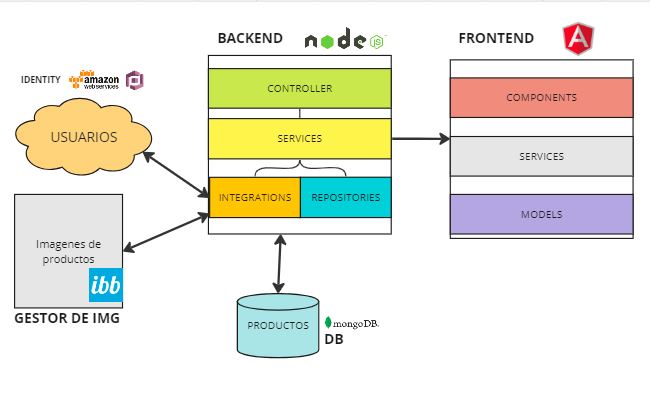 BACKEND
node
JS
FRONTEND
A
IDENTITY
amazon
webservices
USUARIOS
CONTROLLER
SERVICES
INTEGRATIONS
REPOSITORIES
COMPONENTS
SERVICES
MODELS
Imagenes de
productos
ibb
GESTOR DE IMG
PRODUCTOS
mongoDB.
DB